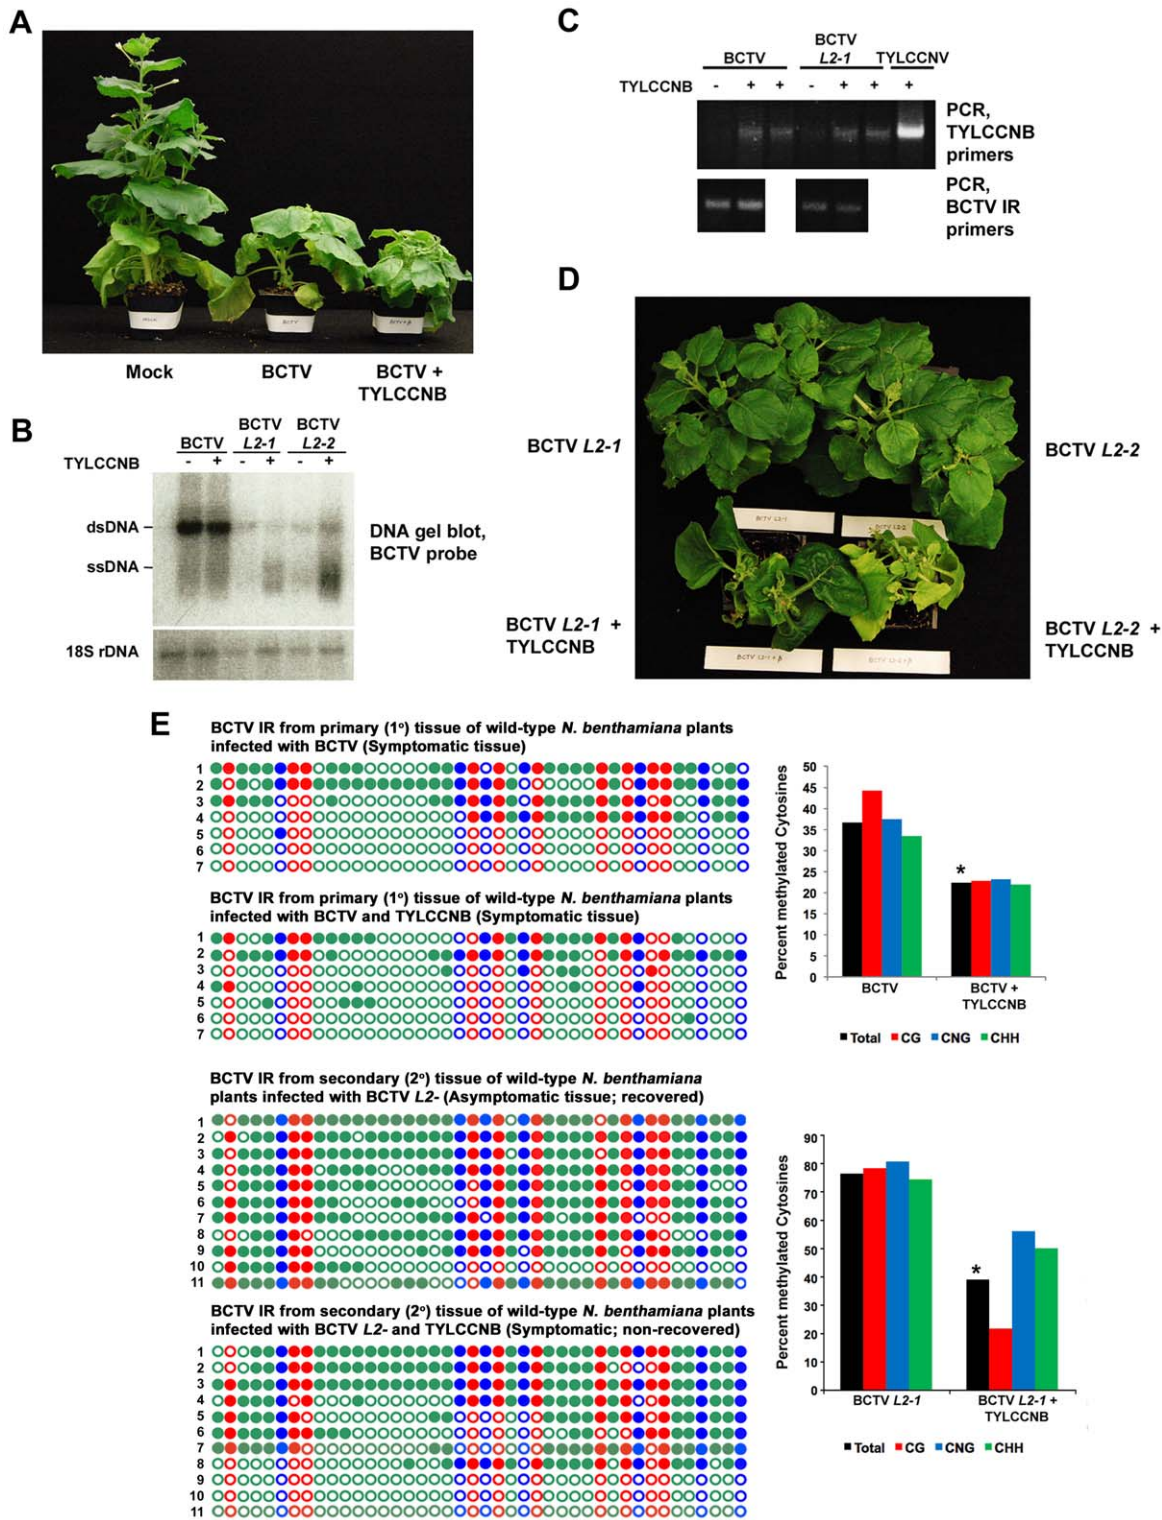 A
Mock
BCTV
BCTV +
TYLCCNB
B
BCTV
BCTV
L2-1
BCTV
L2-2
TYLCCNB
- + - + - +
dsDNA
ssDNA
DNA gel blot,
BCTV probe
18S rDNA
C
BCTV
BCTV
L2-1
TYLCCNV
TYLCCNB
- + + - + + +
PCR,
TYLCCNB
primers
PCR,
BCTV IR
primers
D
BCTV L2-1
BCTV L2-2
BCTV L2-1 +
TYLCCNB
BCTV L2-2 +
TYLCCNB
E
BCTV IR from primary (1º) tissue of wild-type N. benthamiana plants
infected with BCTV (Symptomatic tissue)
1
2
3
4
5
6
7
BCTV IR from primary (1º) tissue of wild-type N. benthamiana plants
infected with BCTV and TYLCCNB (Symptomatic tissue)
1
2
3
4
5
6
7
Percent methylated Cytosines
50
45
35
35
25
25
20
15
10
5
0
*
BCTV
BCTV +
TYLCCNB
Total CG CNG CHH
BCTV IR from secondary (2º) tissue of wild-type N. benthamiana
plants infected with BCTV L2- (Asymptomatic tissue; recovered)
1
2
3
4
5
6
7
8
9
10
11
BCTV IR from secondary (2º) tissue of wild-type N. benthamiana plants
infected with BCTV L2- and TYLCCNB (Symptomatic; non-recovered)
1
2
3
4
5
6
7
8
9
10
11
Percent methylated Cytosines
90
80
70
60
50
40
30
20
10
0
*
BCTV L2-1
BCTV L2-1 +
TYLCCNB
Total CG CNG CHH